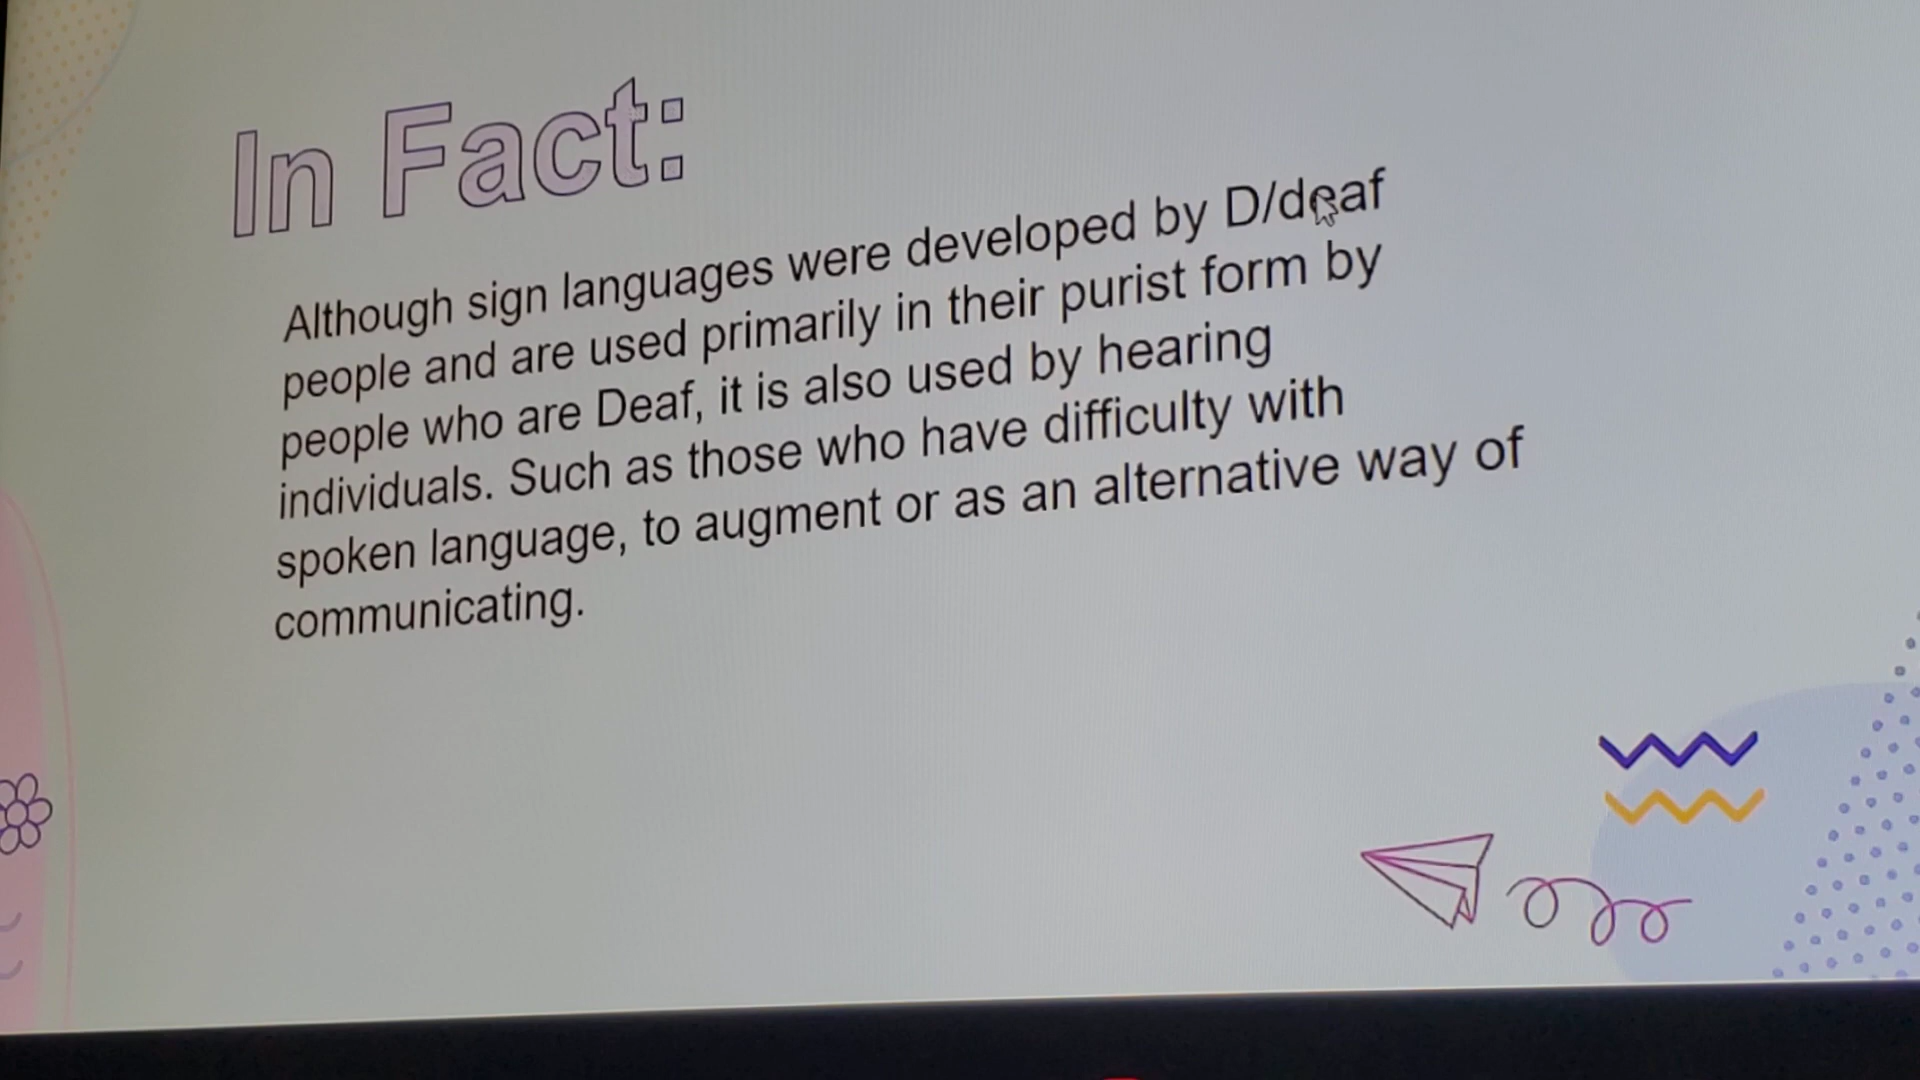 In Fact:
Although sign languages were developed by D/deaf
people and are used primarily in their purist form by
people who are Deaf, it is also used by hearing
individuals. Such as those who have difficulty with
spoken language, to augment or as an alternative way of
communicating.